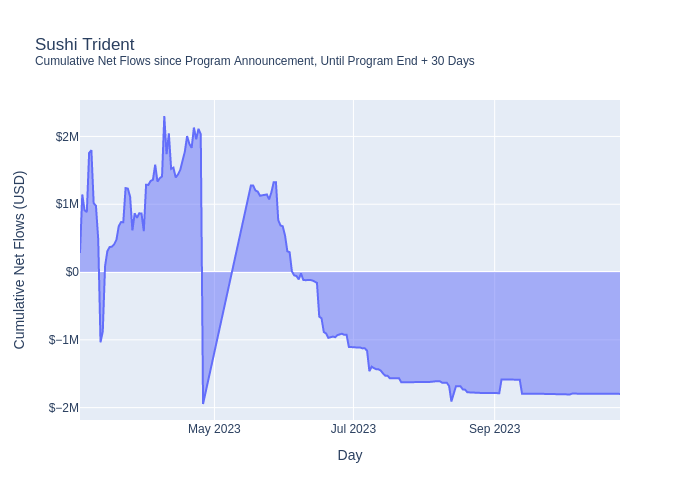 Sushi Trident
Cumulative Net Flows since Program Announcement, Until Program End + 30 Days
Cumulative Net Flows (USD)
$2M
$1M
$0
$−1M
$−2M
May 2023
Jul 2023
Sep 2023
Day